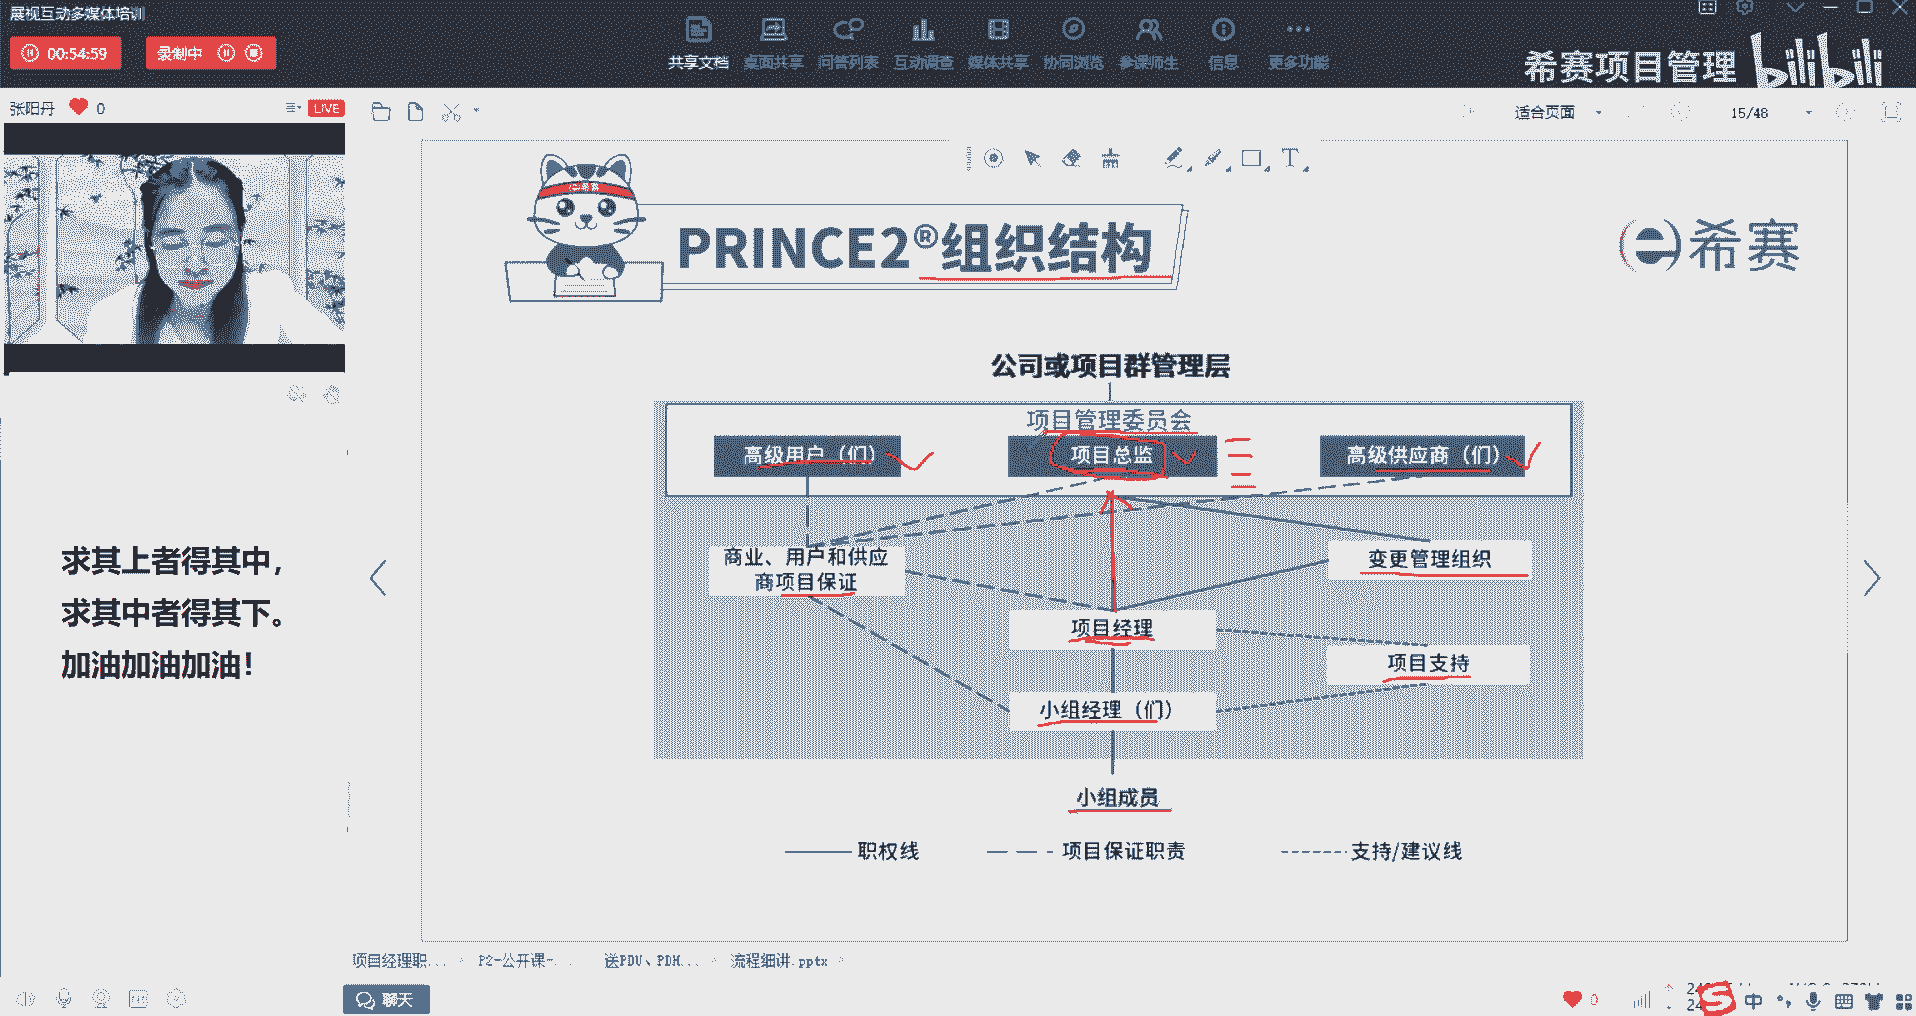 展视互动多媒体培训
00:54:59
录制中
共享文档 桌面共享 问答列表 互动调查 媒体共享 协同浏览 参课师生 信息 更多功能
希赛项目管理 bilibili
张阳丹 0
LIVE
适合页面
15/48
PRINCE2®组织结构
希赛
公司或项目群管理层
项目管理委员会
高级用户（们）
项目总监
高级供应商（们）
商业、用户和供应
商项目保证
变更管理组织
项目经理
项目支持
小组经理（们）
小组成员
职权线
项目保证职责
支持/建议线
求其上者得其中，
求其中者得其下。
加油加油加油！
项目经理职...
P2-公开课-...
送PDU、PDH...
流程细讲.pptx
聊天
0
中